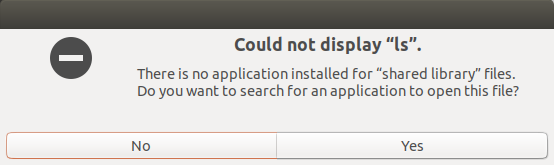 Could not display “ls”.
There is no application installed for “shared library” files.
Do you want to search for an application to open this file?
No
Yes